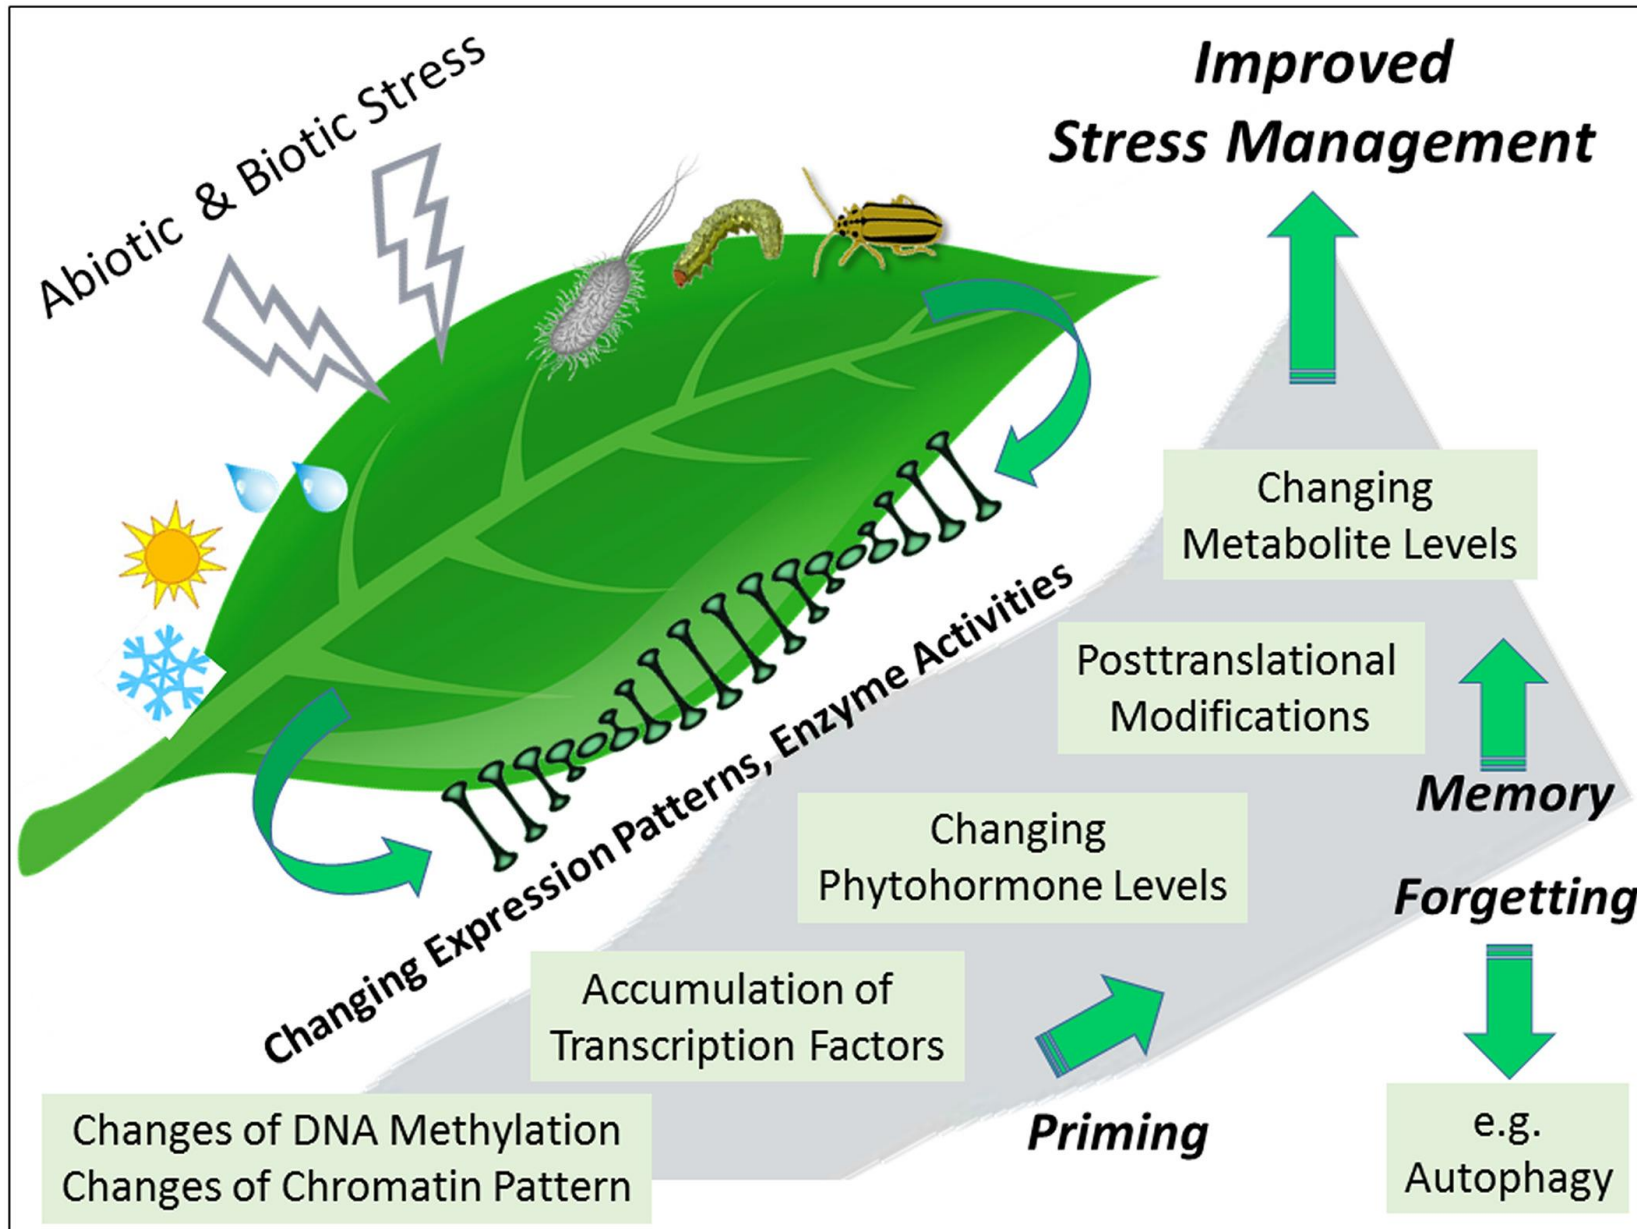 Abiotic & Biotic Stress
Improved
Stress Management
Changing
Metabolite Levels
Posttranslational
Modifications
Memory
Changing Expression Patterns, Enzyme Activities
Changing
Phytohormone Levels
Forgetting
Accumulation of
Transcription Factors
Priming
Changes of DNA Methylation
Changes of Chromatin Pattern
e.g.
Autophagy